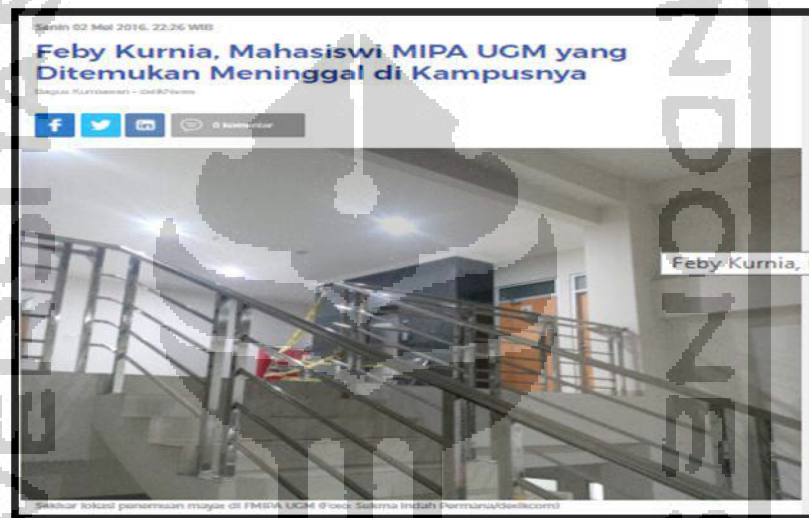 Senin 02 Mei 2016, 22:26 WIB
Feby Kurnia, Mahasiswi MIPA UGM yang
Ditemukan Meninggal di Kampusnya
Bagus Kurniawan - detikNews
f
in
0 komentar
Feby Kurnia,
Sekitar lokasi penemuan mayat di FMIPA UGM (Foto: Sukma Indah Permana/detikcom)